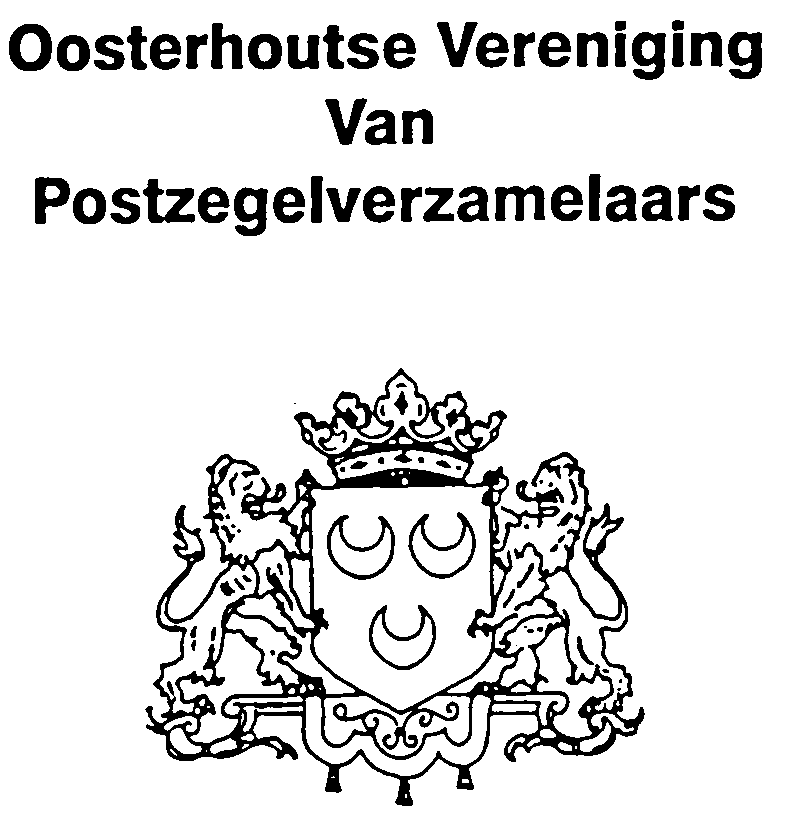 Oosterhoutse Vereniging
Van
Postzegelverzamelaars